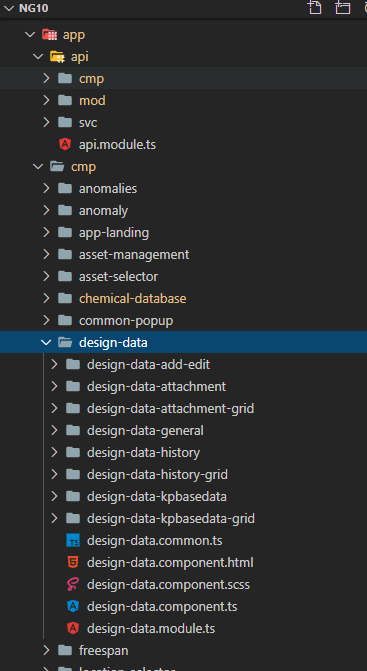 NG10
app
api
cmp
mod
svc
api.module.ts
cmp
anomalies
anomaly
app-landing
asset-management
asset-selector
chemical-database
common-popup
design-data
design-data-add-edit
design-data-attachment
design-data-attachment-grid
design-data-general
design-data-history
design-data-history-grid
design-data-kpbasedata
design-data-kpbasedata-grid
TS design-data.common.ts
design-data.component.html
design-data.component.scss
design-data.component.ts
design-data.module.ts
freespan
location-selector